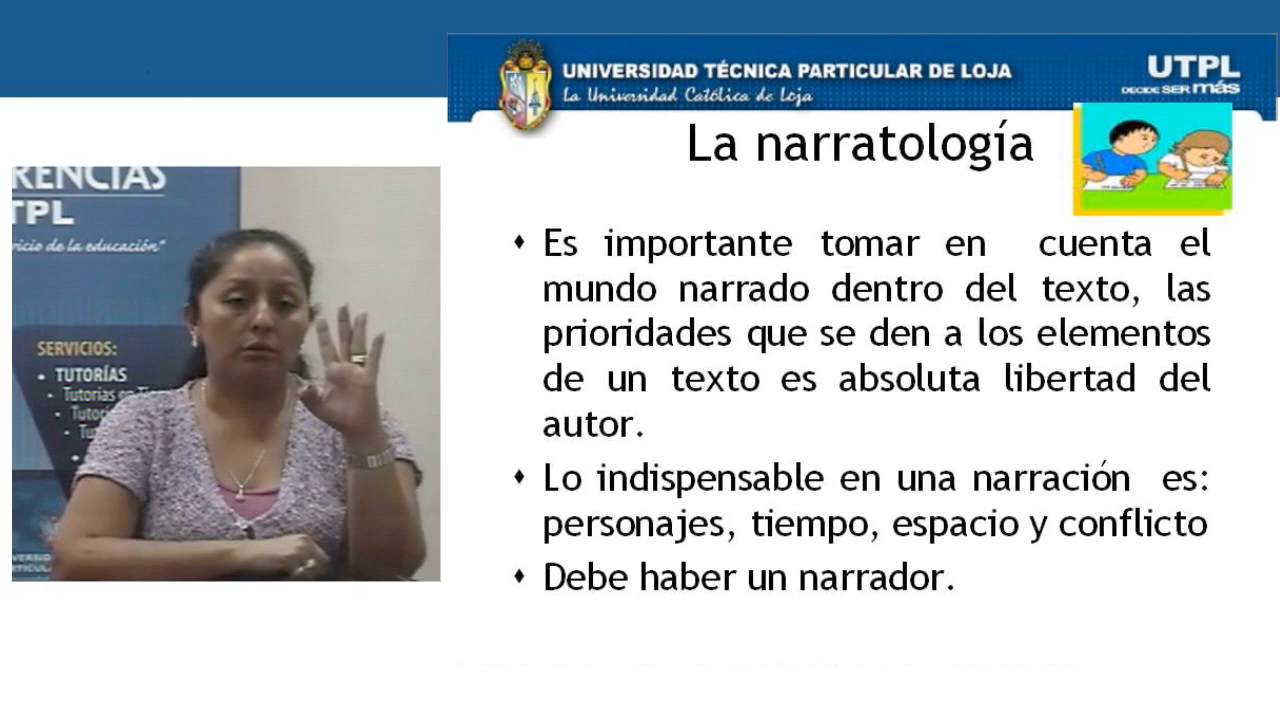 UNIVERSIDAD TÉCNICA PARTICULAR DE LOJA
La Universidad Católica de Loja
UTPL
DECIDE SER más
La narratología
RENCIAS
TPL
vicio de la educación"
SERVICIOS:
• TUTORÍAS
• Tutorías en
♦ Es importante tomar en cuenta el
mundo narrado dentro del texto, las
prioridades que se den a los elementos
de un texto es absoluta libertad del
autor.
♦ Lo indispensable en una narración es:
personajes, tiempo, espacio y conflicto
♦ Debe haber un narrador.